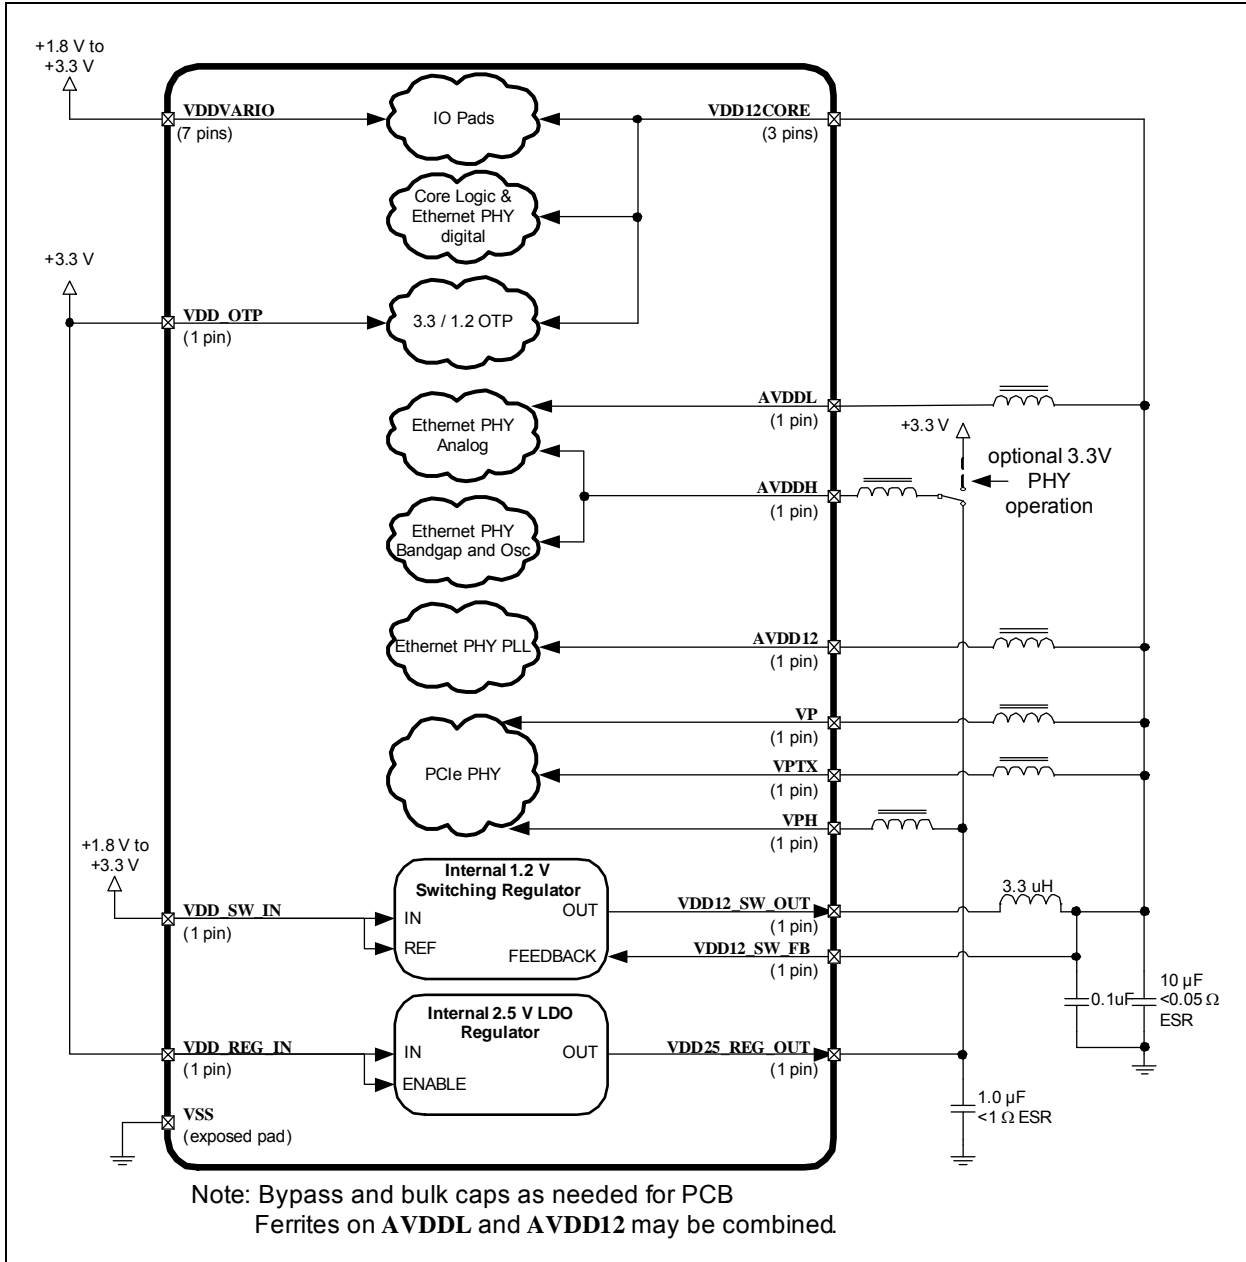 +1.8 V to
+3.3 V
VDDVARIO
(7 pins)
IO Pads
VDD12CORE
(3 pins)
Core Logic &
Ethernet PHY
digital
+3.3 V
VDD_OTP
(1 pin)
3.3 / 1.2 OTP
AVDDL
(1 pin)
Ethernet PHY
Analog
+3.3 V
optional 3.3V
PHY
operation
AVDDH
(1 pin)
Ethernet PHY
Bandgap and Osc
Ethernet PHY PLL
AVDD12
(1 pin)
VP
(1 pin)
PCIe PHY
VPTX
(1 pin)
VPH
(1 pin)
+1.8 V to
+3.3 V
Internal 1.2 V
Switching Regulator
3.3 uH
VDD_SW_IN
(1 pin)
IN
REF
OUT
FEEDBACK
VDD12_SW_OUT
(1 pin)
VDD12_SW_FB
(1 pin)
0.1uF
10 µF
<0.05 Ω
ESR
Internal 2.5 V LDO
Regulator
VDD_REG_IN
(1 pin)
IN
ENABLE
OUT
VDD25_REG_OUT
(1 pin)
1.0 µF
<1 Ω ESR
VSS
(exposed pad)
Note: Bypass and bulk caps as needed for PCB
Ferrites on AVDDL and AVDD12 may be combined.